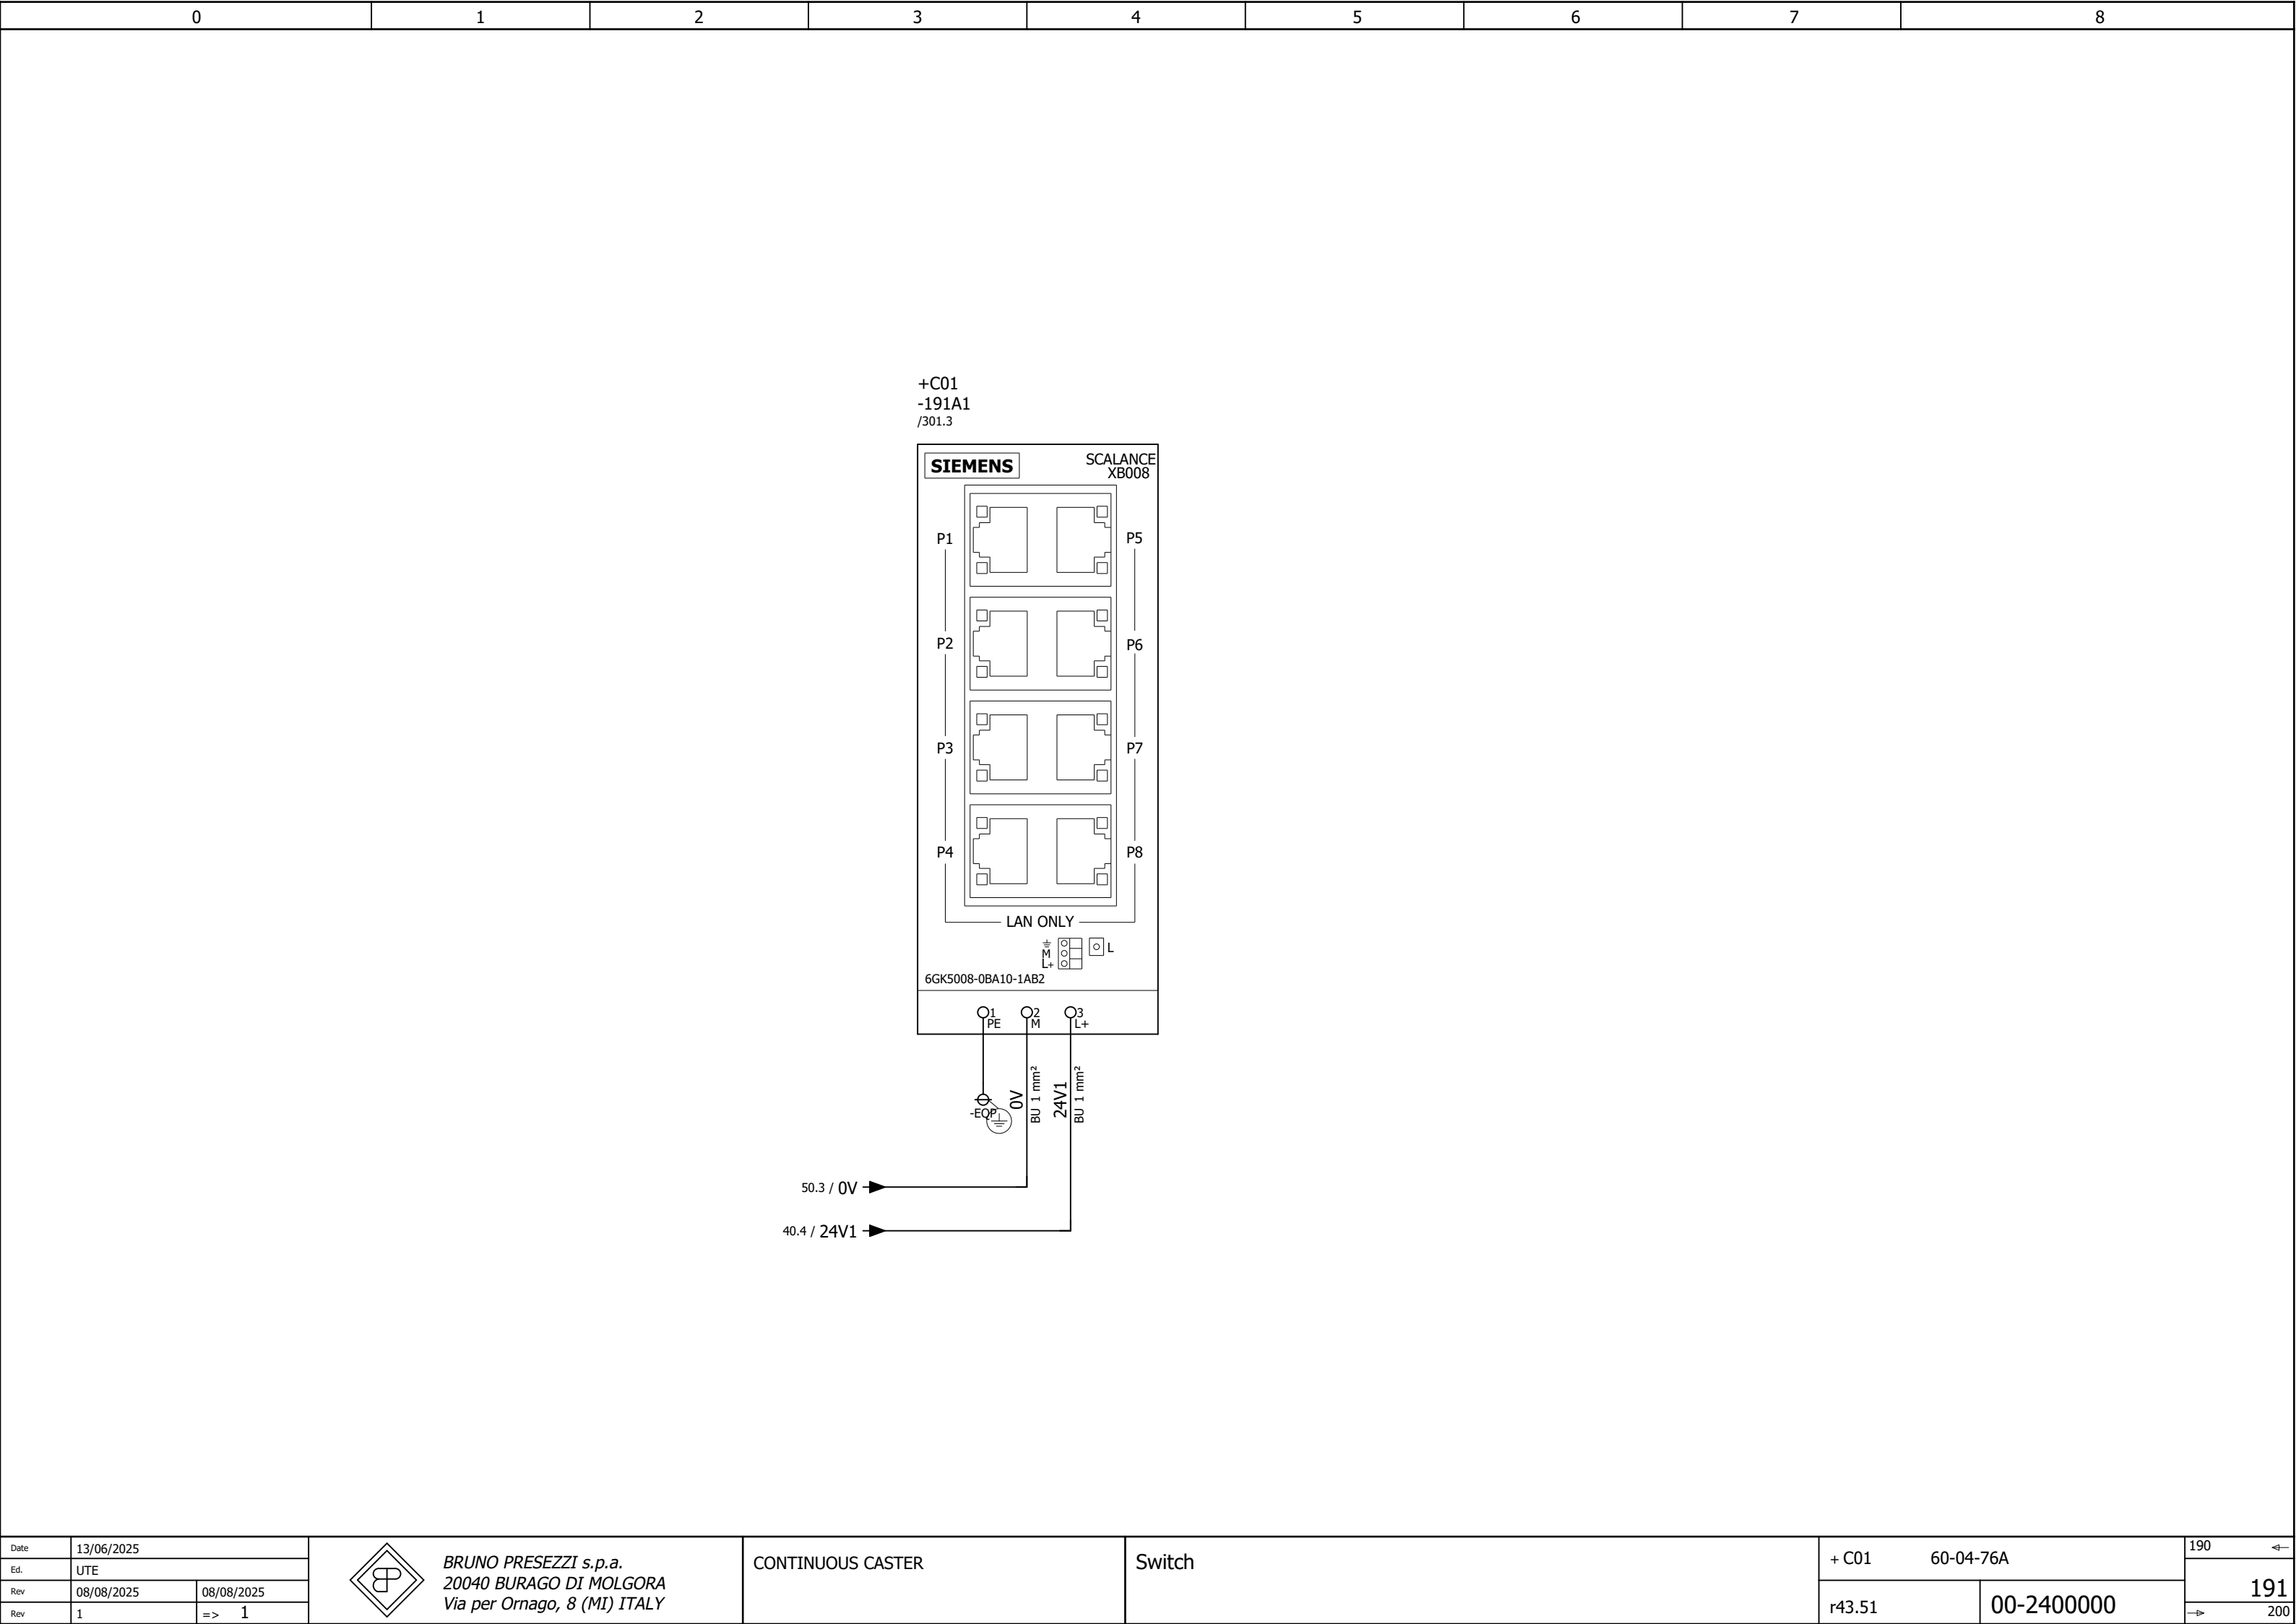 0 1 2 3 4 5 6 7 8
+C01
-191A1
/301.3
SIEMENS
SCALANCE
XB008
P1 P5
P2 P6
P3 P7
P4 P8
LAN ONLY
M
L+
L
6GK5008-0BA10-1AB2
1 2 3
PE M L+
0V
BU 1 mm²
24V1
BU 1 mm²
-EQP
50.3 / 0V
40.4 / 24V1
Date 13/06/2025
Ed. UTE
Rev 08/08/2025 08/08/2025
Rev 1 => 1
BRUNO PRESEZZI s.p.a.
20040 BURAGO DI MOLGORA
Via per Ornago, 8 (MI) ITALY
CONTINUOUS CASTER
Switch
+ C01 60-04-76A
r43.51 00-2400000
190
191
200